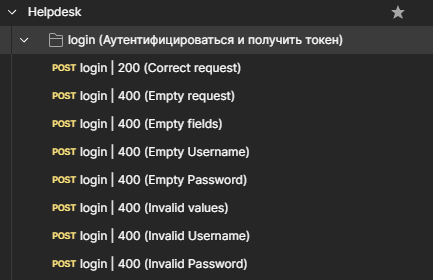 Helpdesk
login (Аутентифицироваться и получить токен)
POST login | 200 (Correct request)
POST login | 400 (Empty request)
POST login | 400 (Empty fields)
POST login | 400 (Empty Username)
POST login | 400 (Empty Password)
POST login | 400 (Invalid values)
POST login | 400 (Invalid Username)
POST login | 400 (Invalid Password)